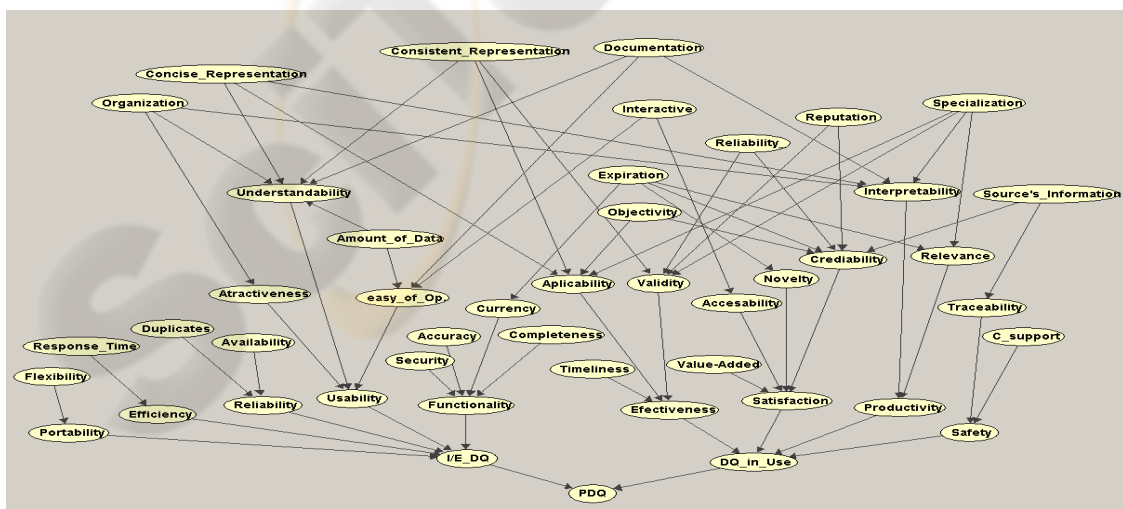 Consistent_Representation
Documentation
Concise_Representation
Organization
Interactive
Specialization
Reputation
Reliability_
Expiration
Understandability
Interpretability
Source's_Information
Objectivity
Amount_of_Data
Crediability
Relevance
Aplicability
Validity
Novelty
Atractiveness
easy_of_Op.
Currency
Accesability
Traceability
Duplicates
Response_Time
Availability
Accuracy
Completeness
C_support
Security
Value-Added
Flexibility
Timeliness
Efficiency
Reliability
Usability
Functionality
Efectiveness
Satisfaction
Productivity
Portability
Safety
I/E_DQ
DQ_in_Use
PDQ